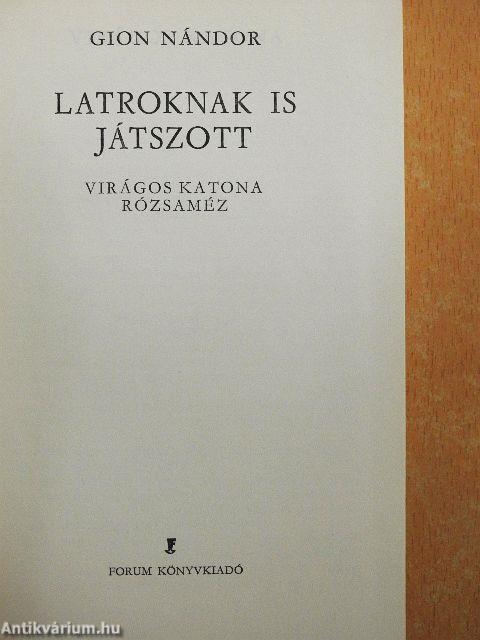 GION NÁNDOR
LATROKNAK IS
JÁTSZOTT
VIRÁGOS KATONA
RÓZSAMÉZ
F
FORUM KÖNYVKIADÓ
Antikvárium.hu